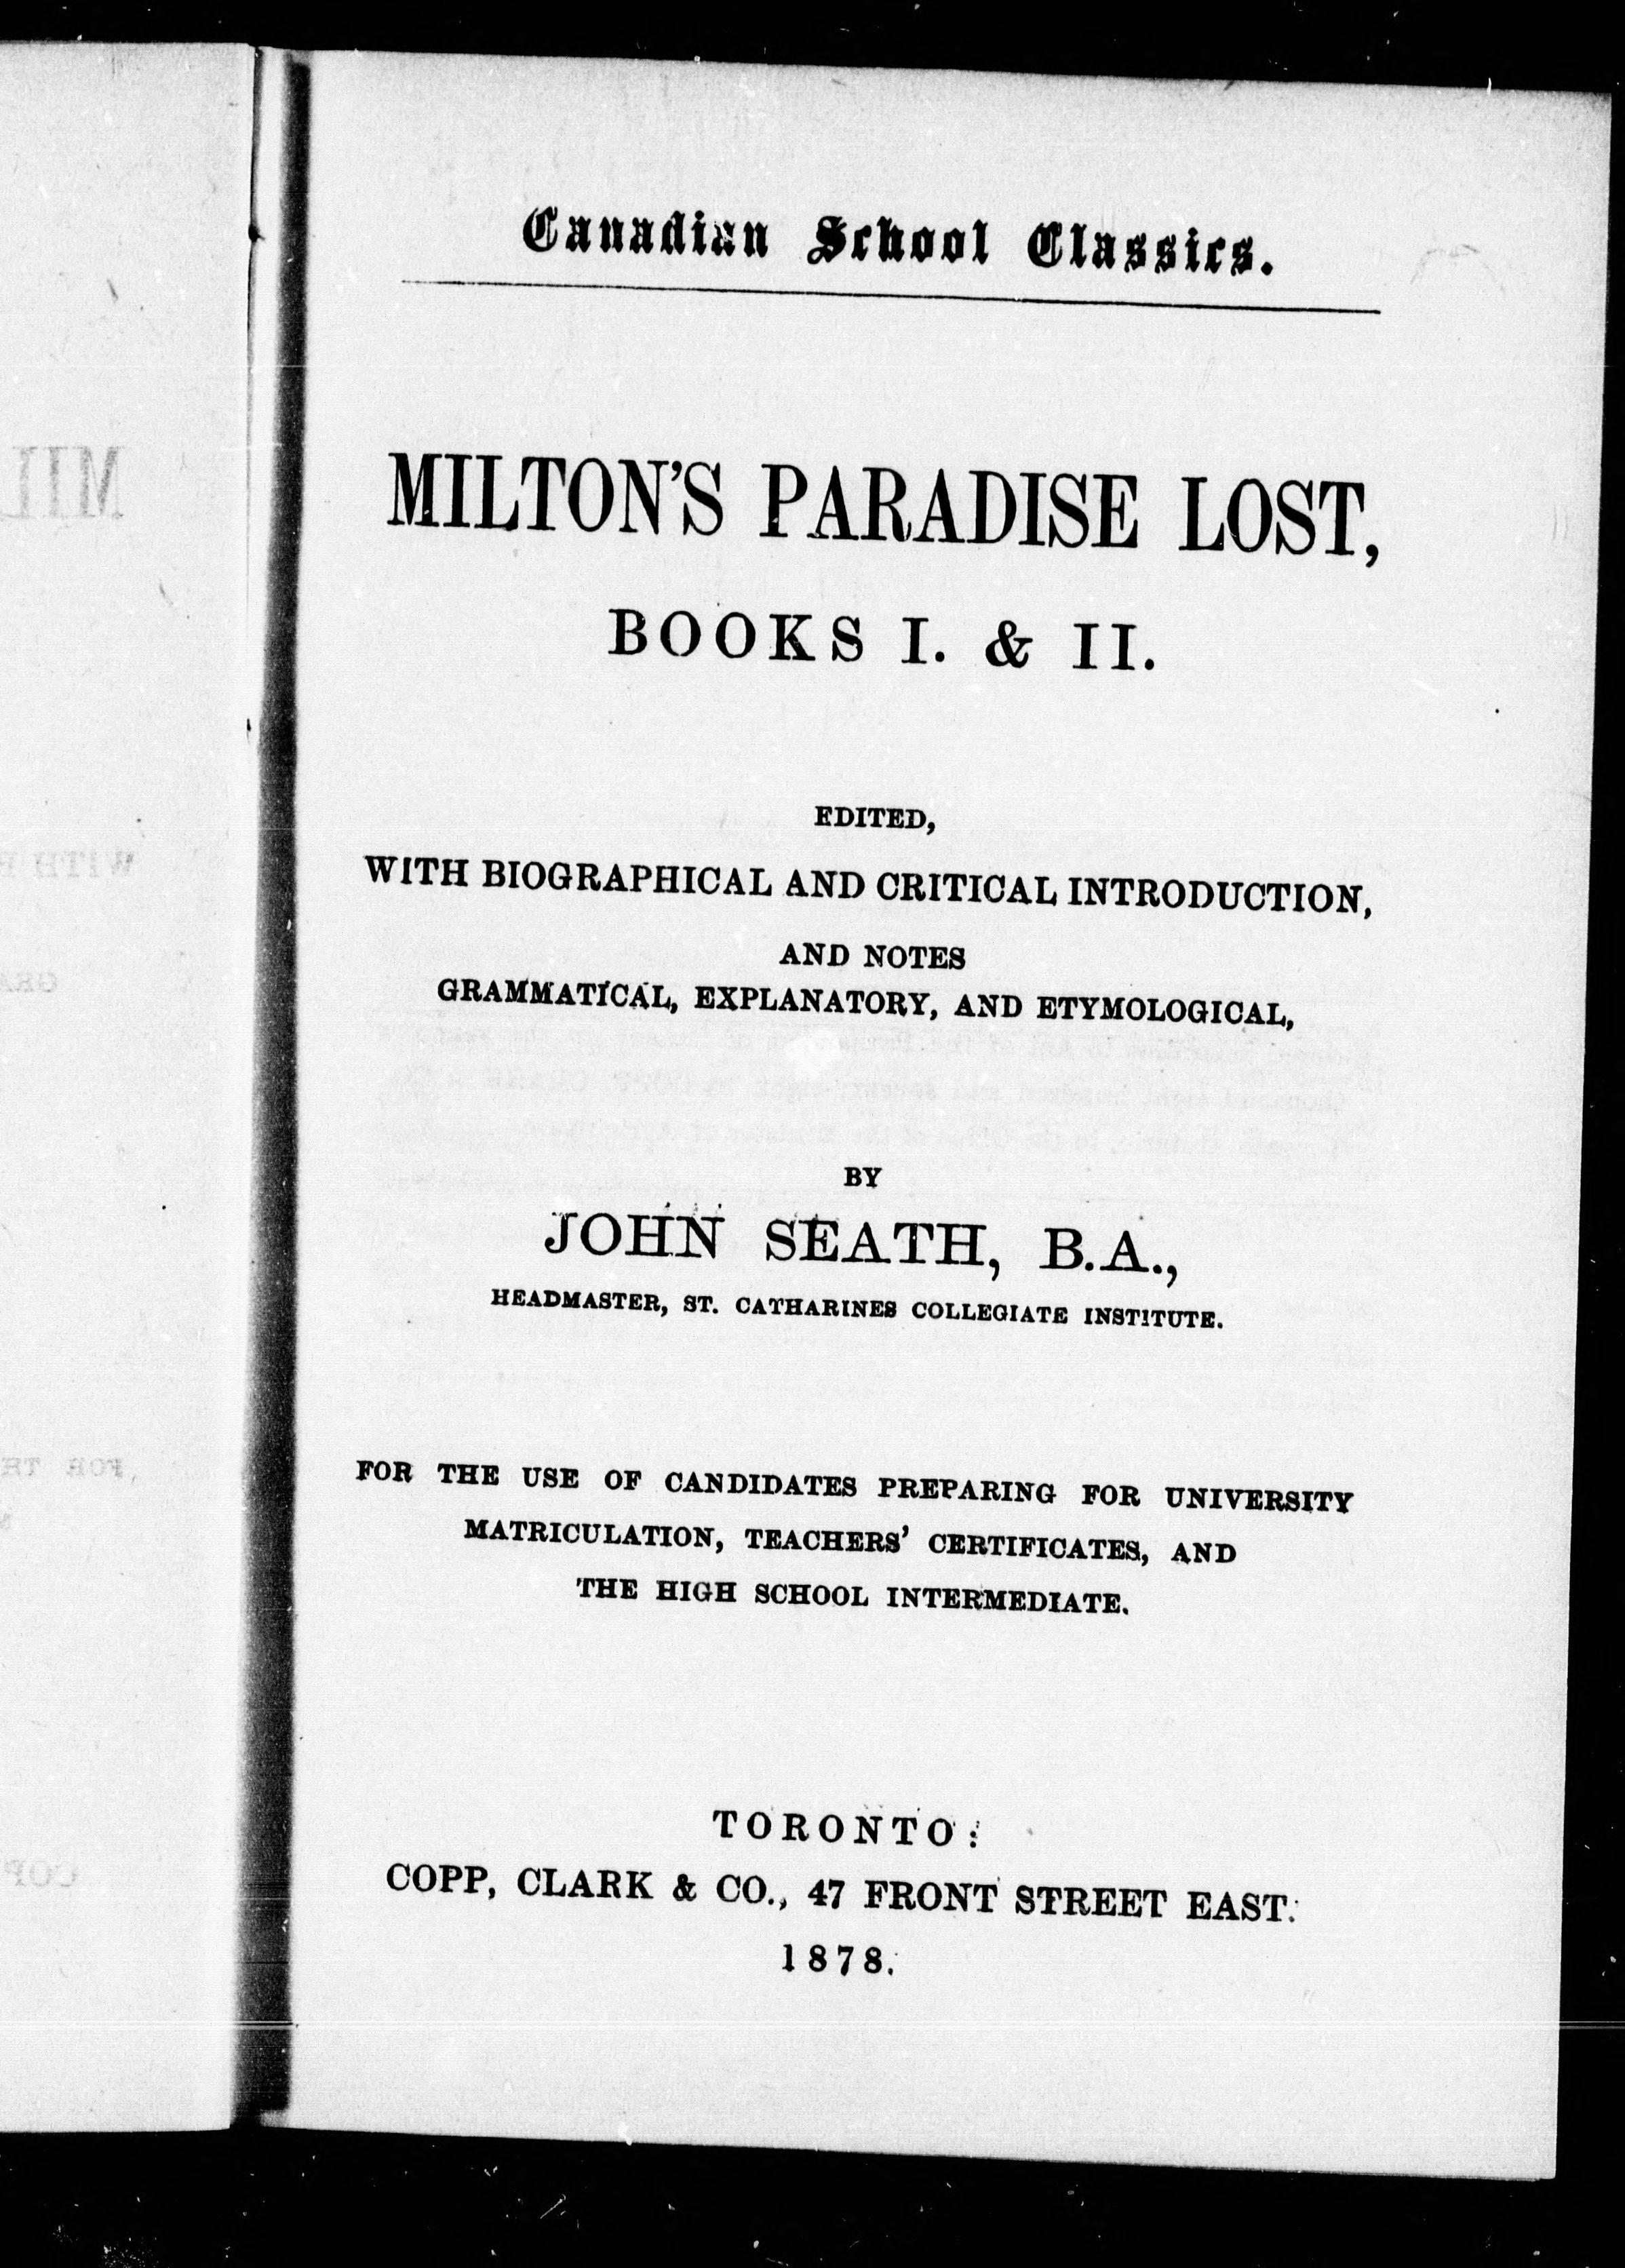 Canadian School Classics.
MILTON'S PARADISE LOST,
BOOKS I. & II.
EDITED,
WITH BIOGRAPHICAL AND CRITICAL INTRODUCTION,
AND NOTES
GRAMMATICAL, EXPLANATORY, AND ETYMOLOGICAL,
BY
JOHN SEATH, B.A.,
HEADMASTER, ST. CATHARINES COLLEGIATE INSTITUTE.
FOR THE USE OF CANDIDATES PREPARING FOR UNIVERSITY
MATRICULATION, TEACHERS' CERTIFICATES, AND
THE HIGH SCHOOL INTERMEDIATE.
TORONTO:
COPP, CLARK & CO., 47 FRONT STREET EAST.
1878.